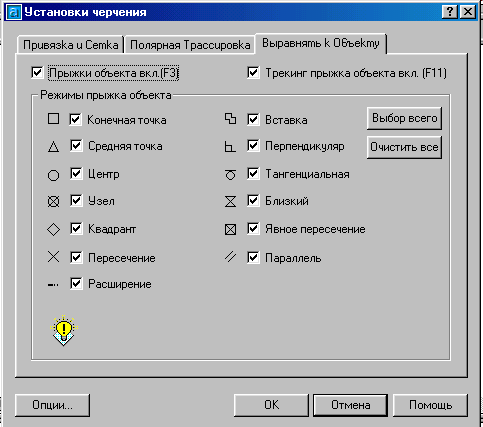 Установки черчения
Привязка и Сетка Полярная Трассировка Выравнять к Объекту
Прыжки объекта вкл.(F3) Трекинг прыжка объекта вкл. (F11)
Режимы прыжка объекта
Конечная точка Вставка Выбор всего
Средняя точка Перпендикуляр Очистить все
Центр Тангенциальная
Узел Близкий
Квадрант Явное пересечение
Пересечение Параллель
Расширение
Опции... OK Отмена Помощь